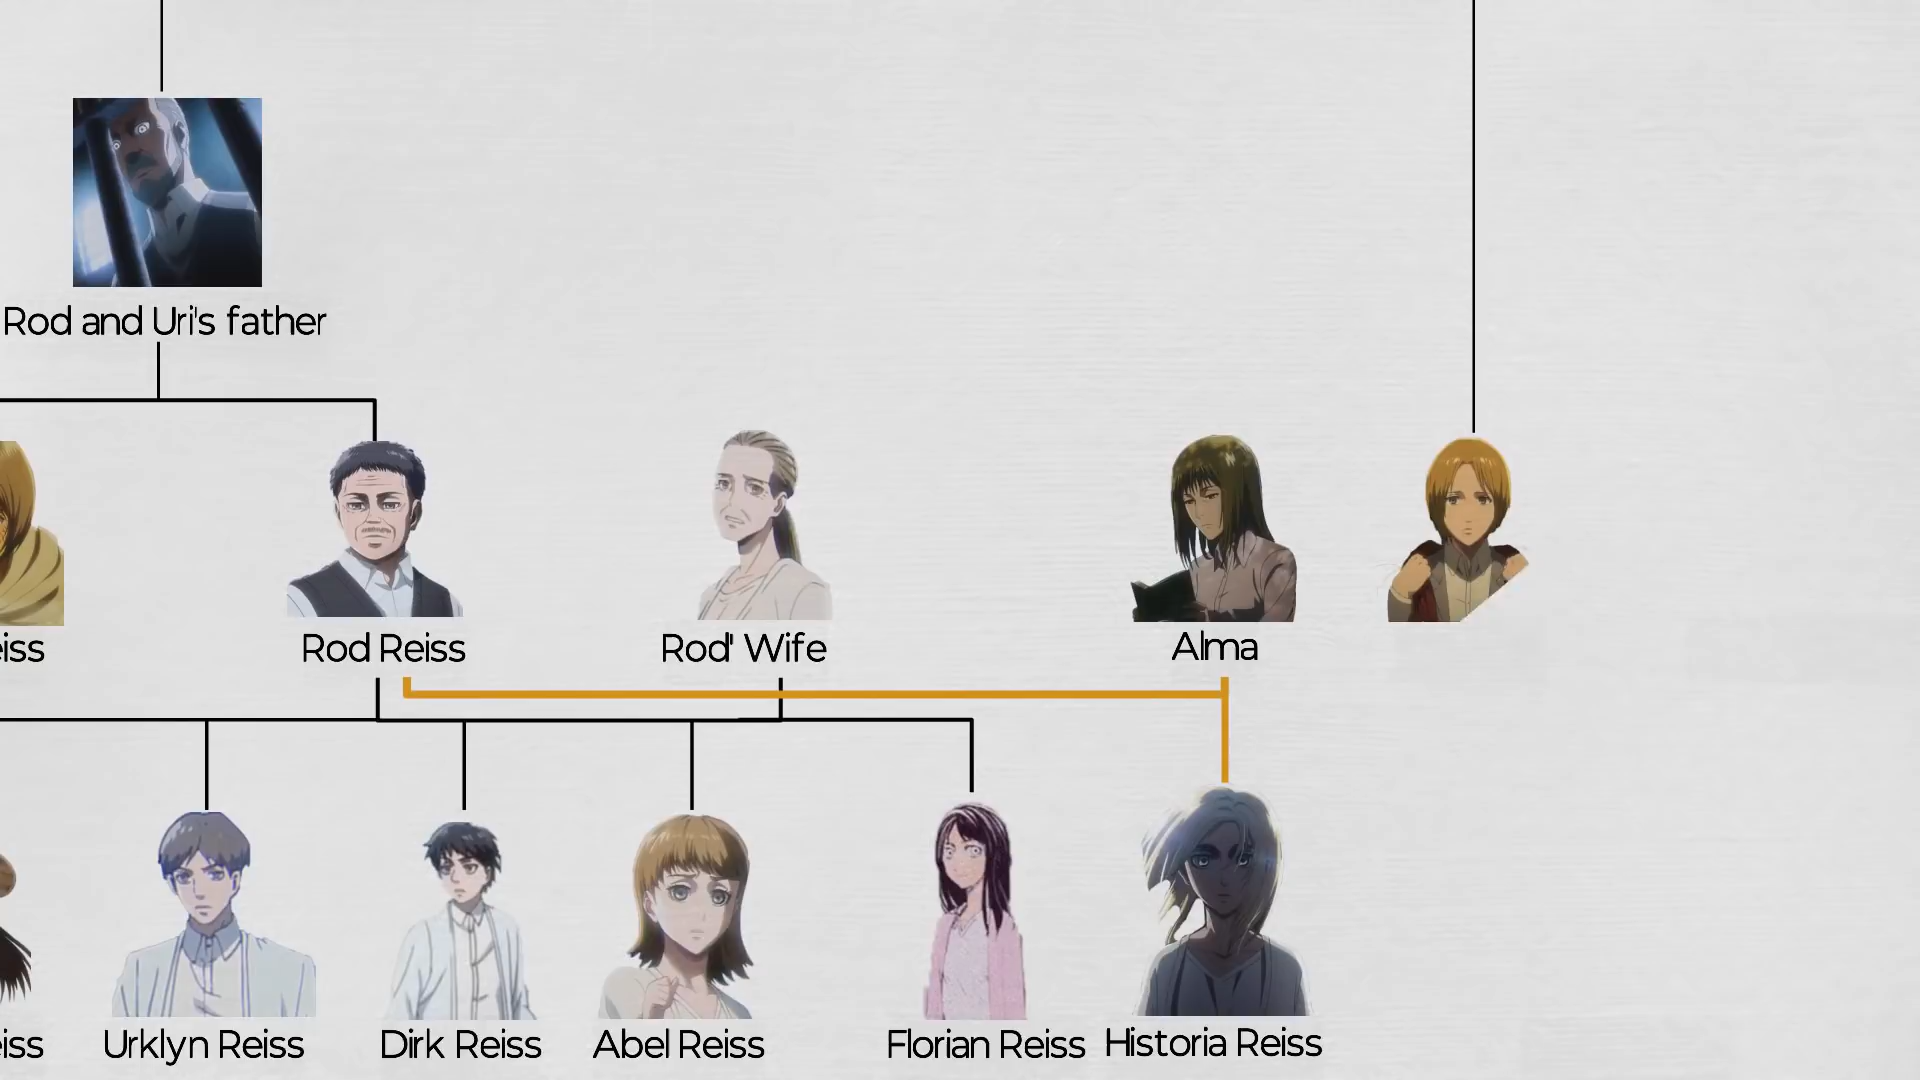 Rod and Uri's father
eiss
Rod Reiss
Rod' Wife
Alma
eiss
Urklyn Reiss
Dirk Reiss
Abel Reiss
Florian Reiss
Historia Reiss